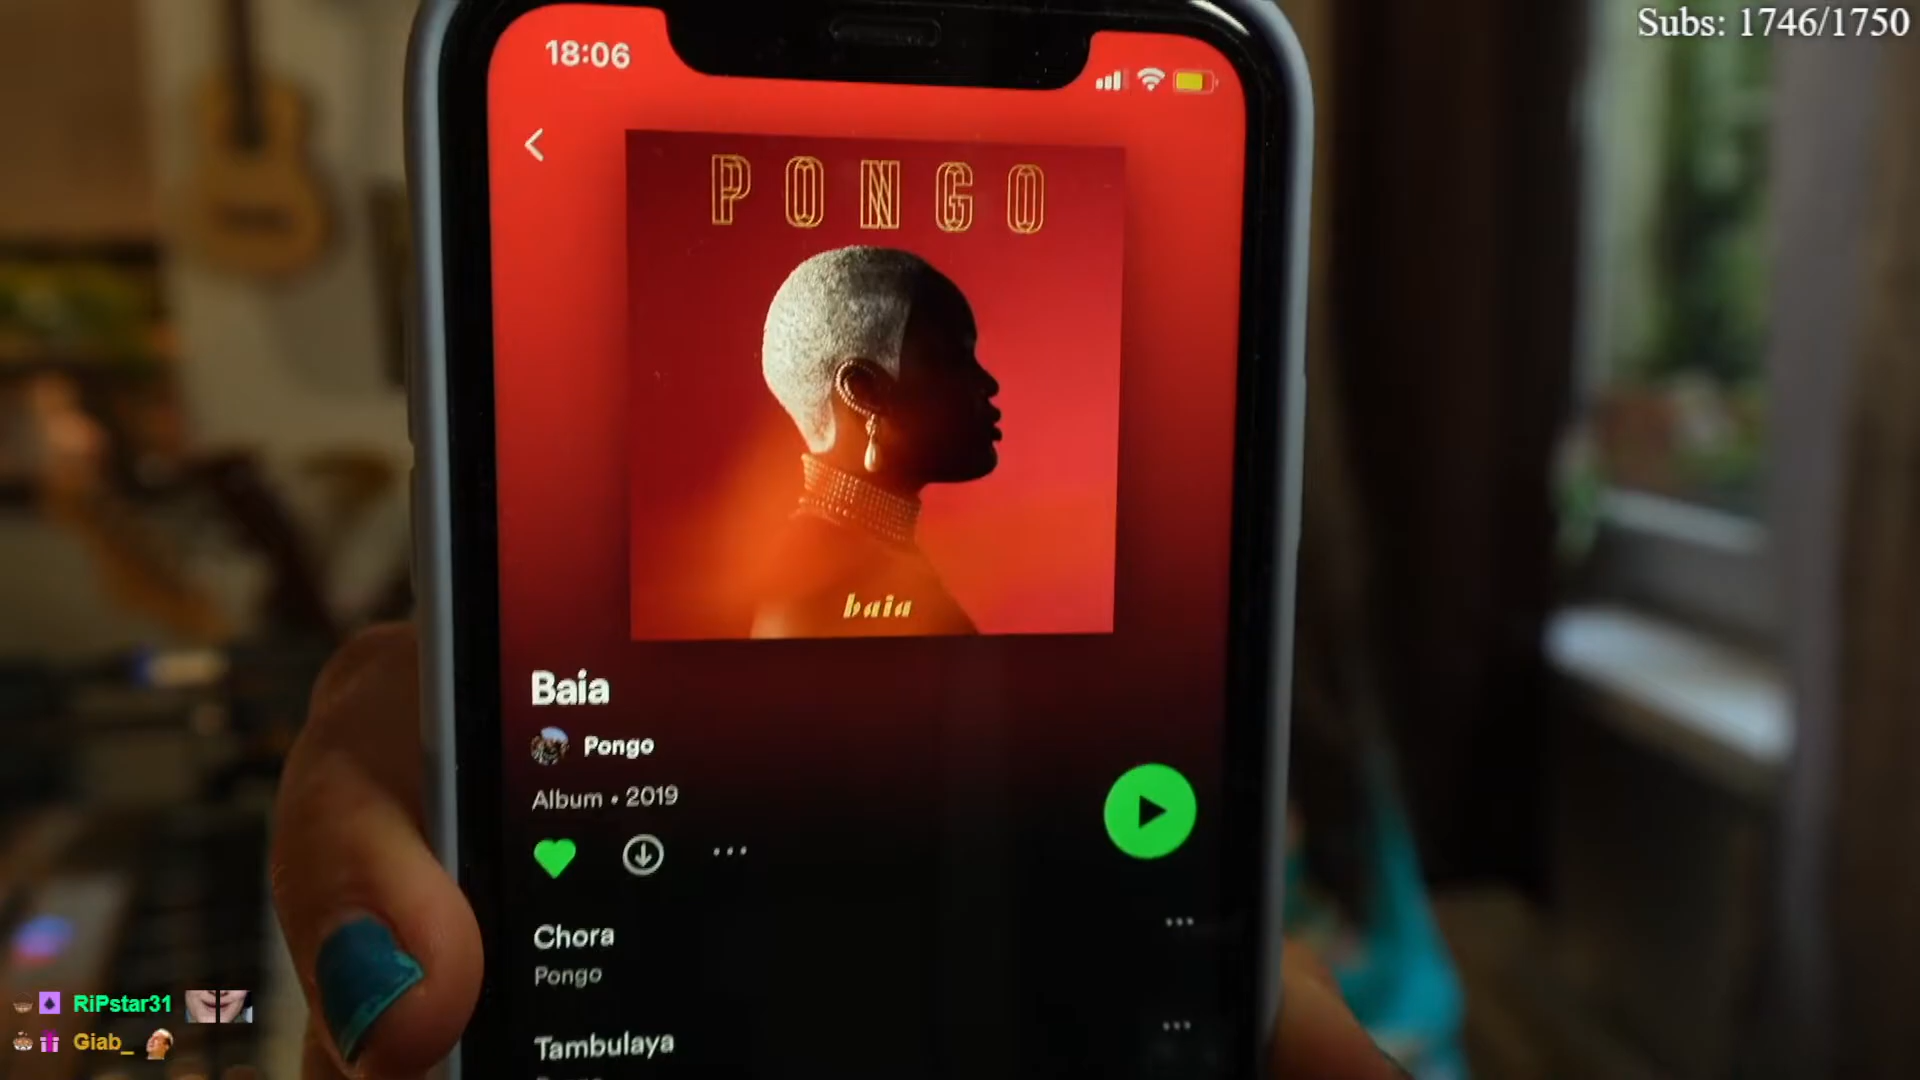 Subs: 1746/1750
18:06
PONGO
baia
Baia
Pongo
Album • 2019
Chora
Pongo
Tambulaya
RiPstar31
Giab_